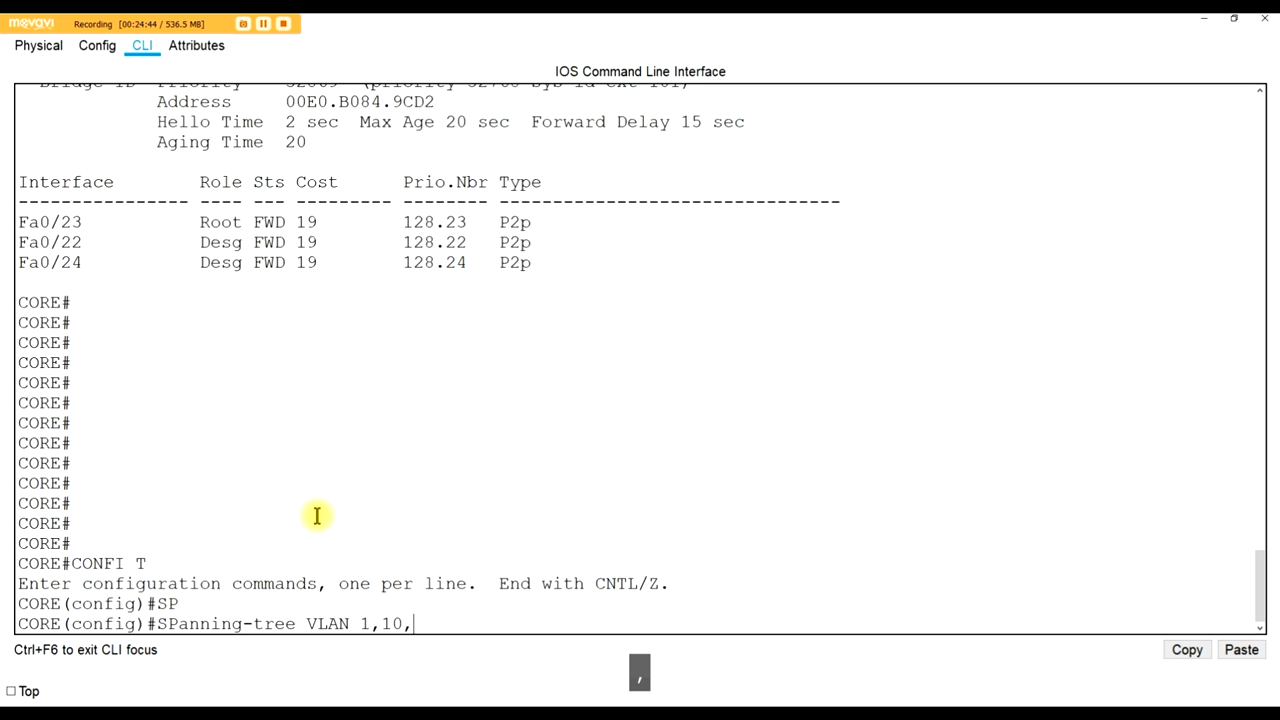 movavi Recording [00:24:44 / 536.5 MB]
Physical Config CLI Attributes
IOS Command Line Interface
Address 00E0.B084.9CD2
Hello Time 2 sec Max Age 20 sec Forward Delay 15 sec
Aging Time 20
Interface Role Sts Cost Prio.Nbr Type
---------------- ---- --- --------- -------- --------------------------------
Fa0/23 Root FWD 19 128.23 P2p
Fa0/22 Desg FWD 19 128.22 P2p
Fa0/24 Desg FWD 19 128.24 P2p
CORE#
CORE#
CORE#
CORE#
CORE#
CORE#
CORE#
CORE#
CORE#
CORE#
CORE#
CORE#
CORE#
CORE#CONFI T
Enter configuration commands, one per line. End with CNTL/Z.
CORE(config)#SP
CORE(config)#SPanning-tree VLAN 1,10,
Ctrl+F6 to exit CLI focus
Copy Paste
,
Top